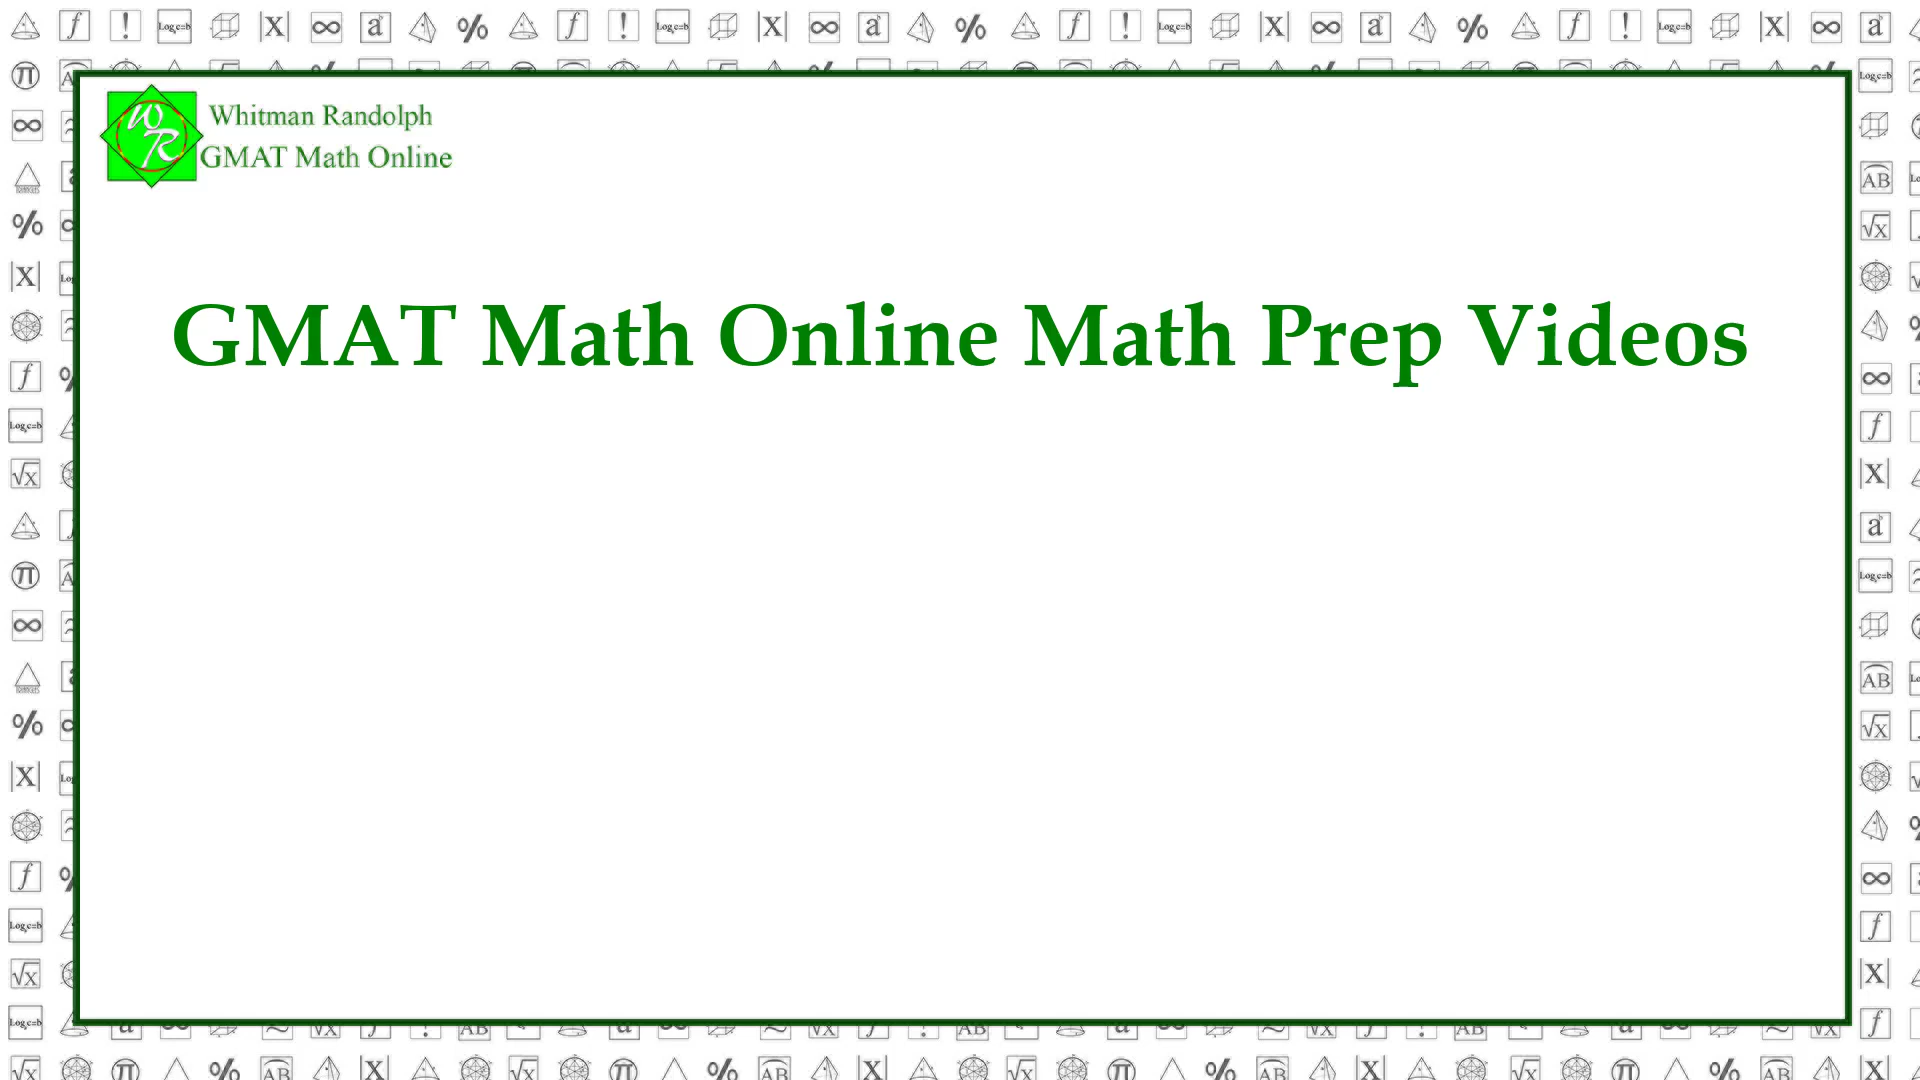 Whitman Randolph
GMAT Math Online
GMAT Math Online Math Prep Videos